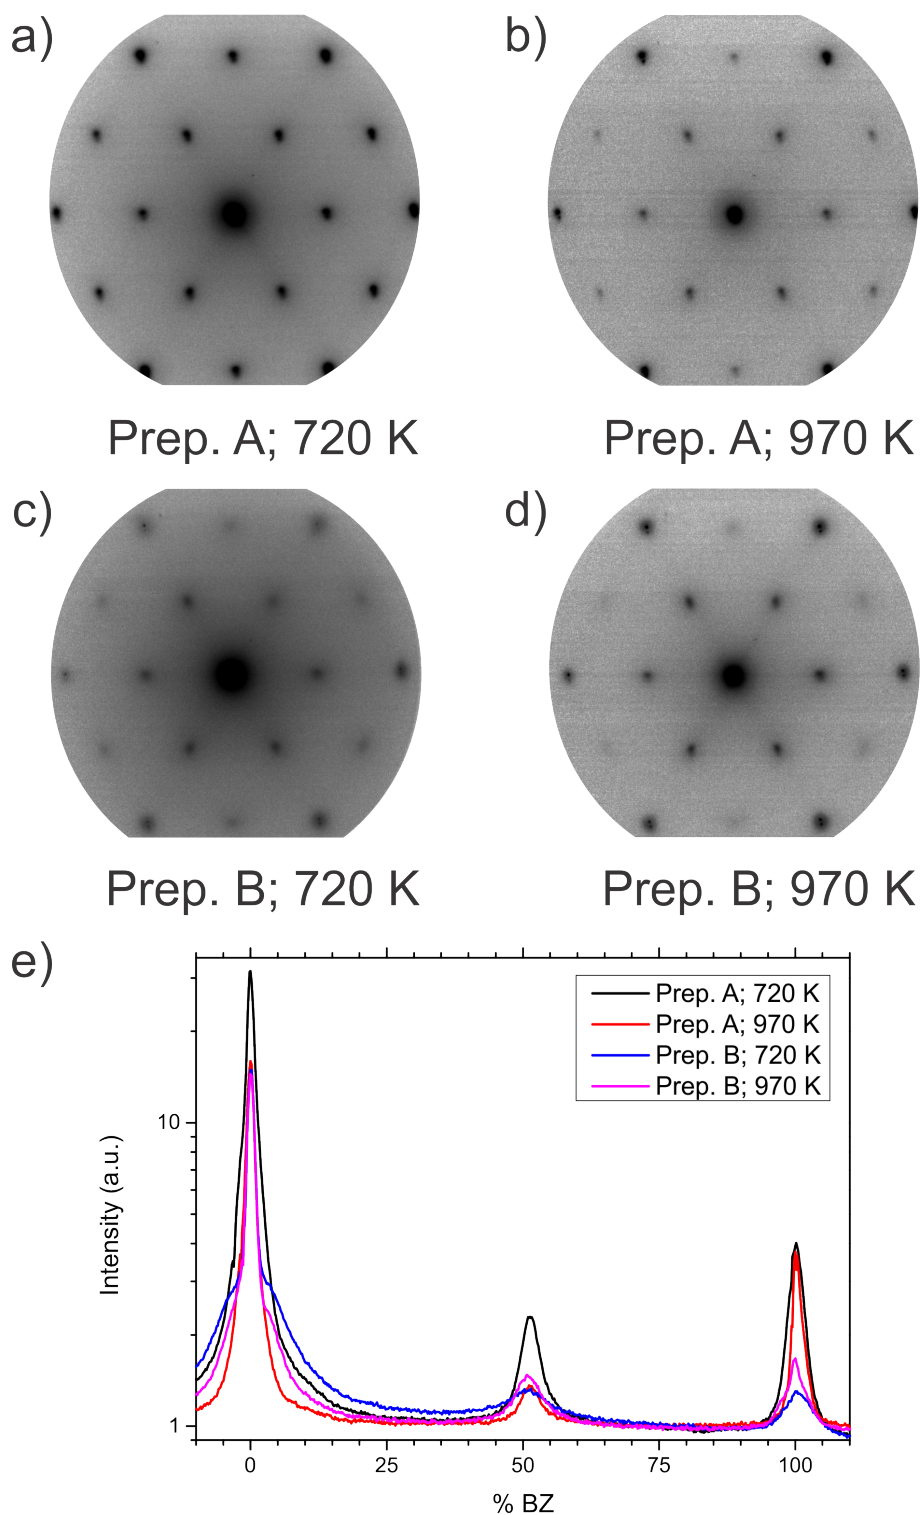 a)
b)
Prep. A; 720 K
Prep. A; 970 K
c)
d)
Prep. B; 720 K
Prep. B; 970 K
e)
Prep. A; 720 K
Prep. A; 970 K
Prep. B; 720 K
Prep. B; 970 K
10
1
Intensity (a.u.)
0
25
50
75
100
% BZ